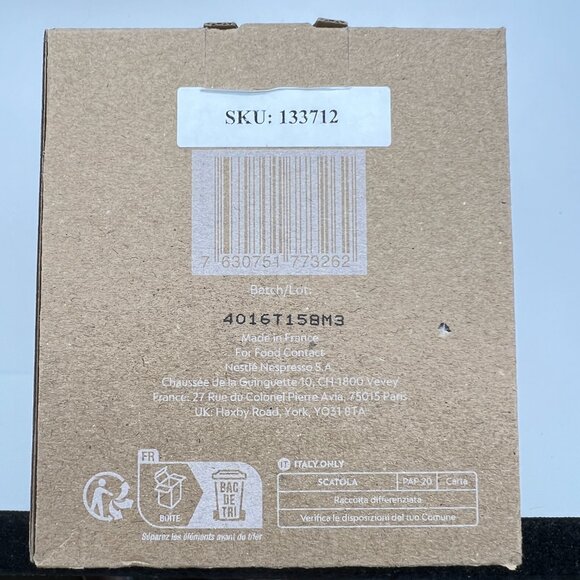 SKU: 133712
7 630751 773262
Batch/Lot:
4016T158M3
Made in France
For Food Contact
Nestlé Nespresso S.A.
Chaussée de la Guinguette 10, CH-1800 Vevey
France: 27 Rue du Colonel Pierre Avia, 75015 Paris
UK: Haxby Road, York, YO31 8TA
FR
BOÎTE
BAC
DE
TRI
Séparez les éléments avant de trier
IT ITALY ONLY
SCATOLA PAP 20 Carta
Raccolta differenziata
Verifica le disposizioni del tuo Comune